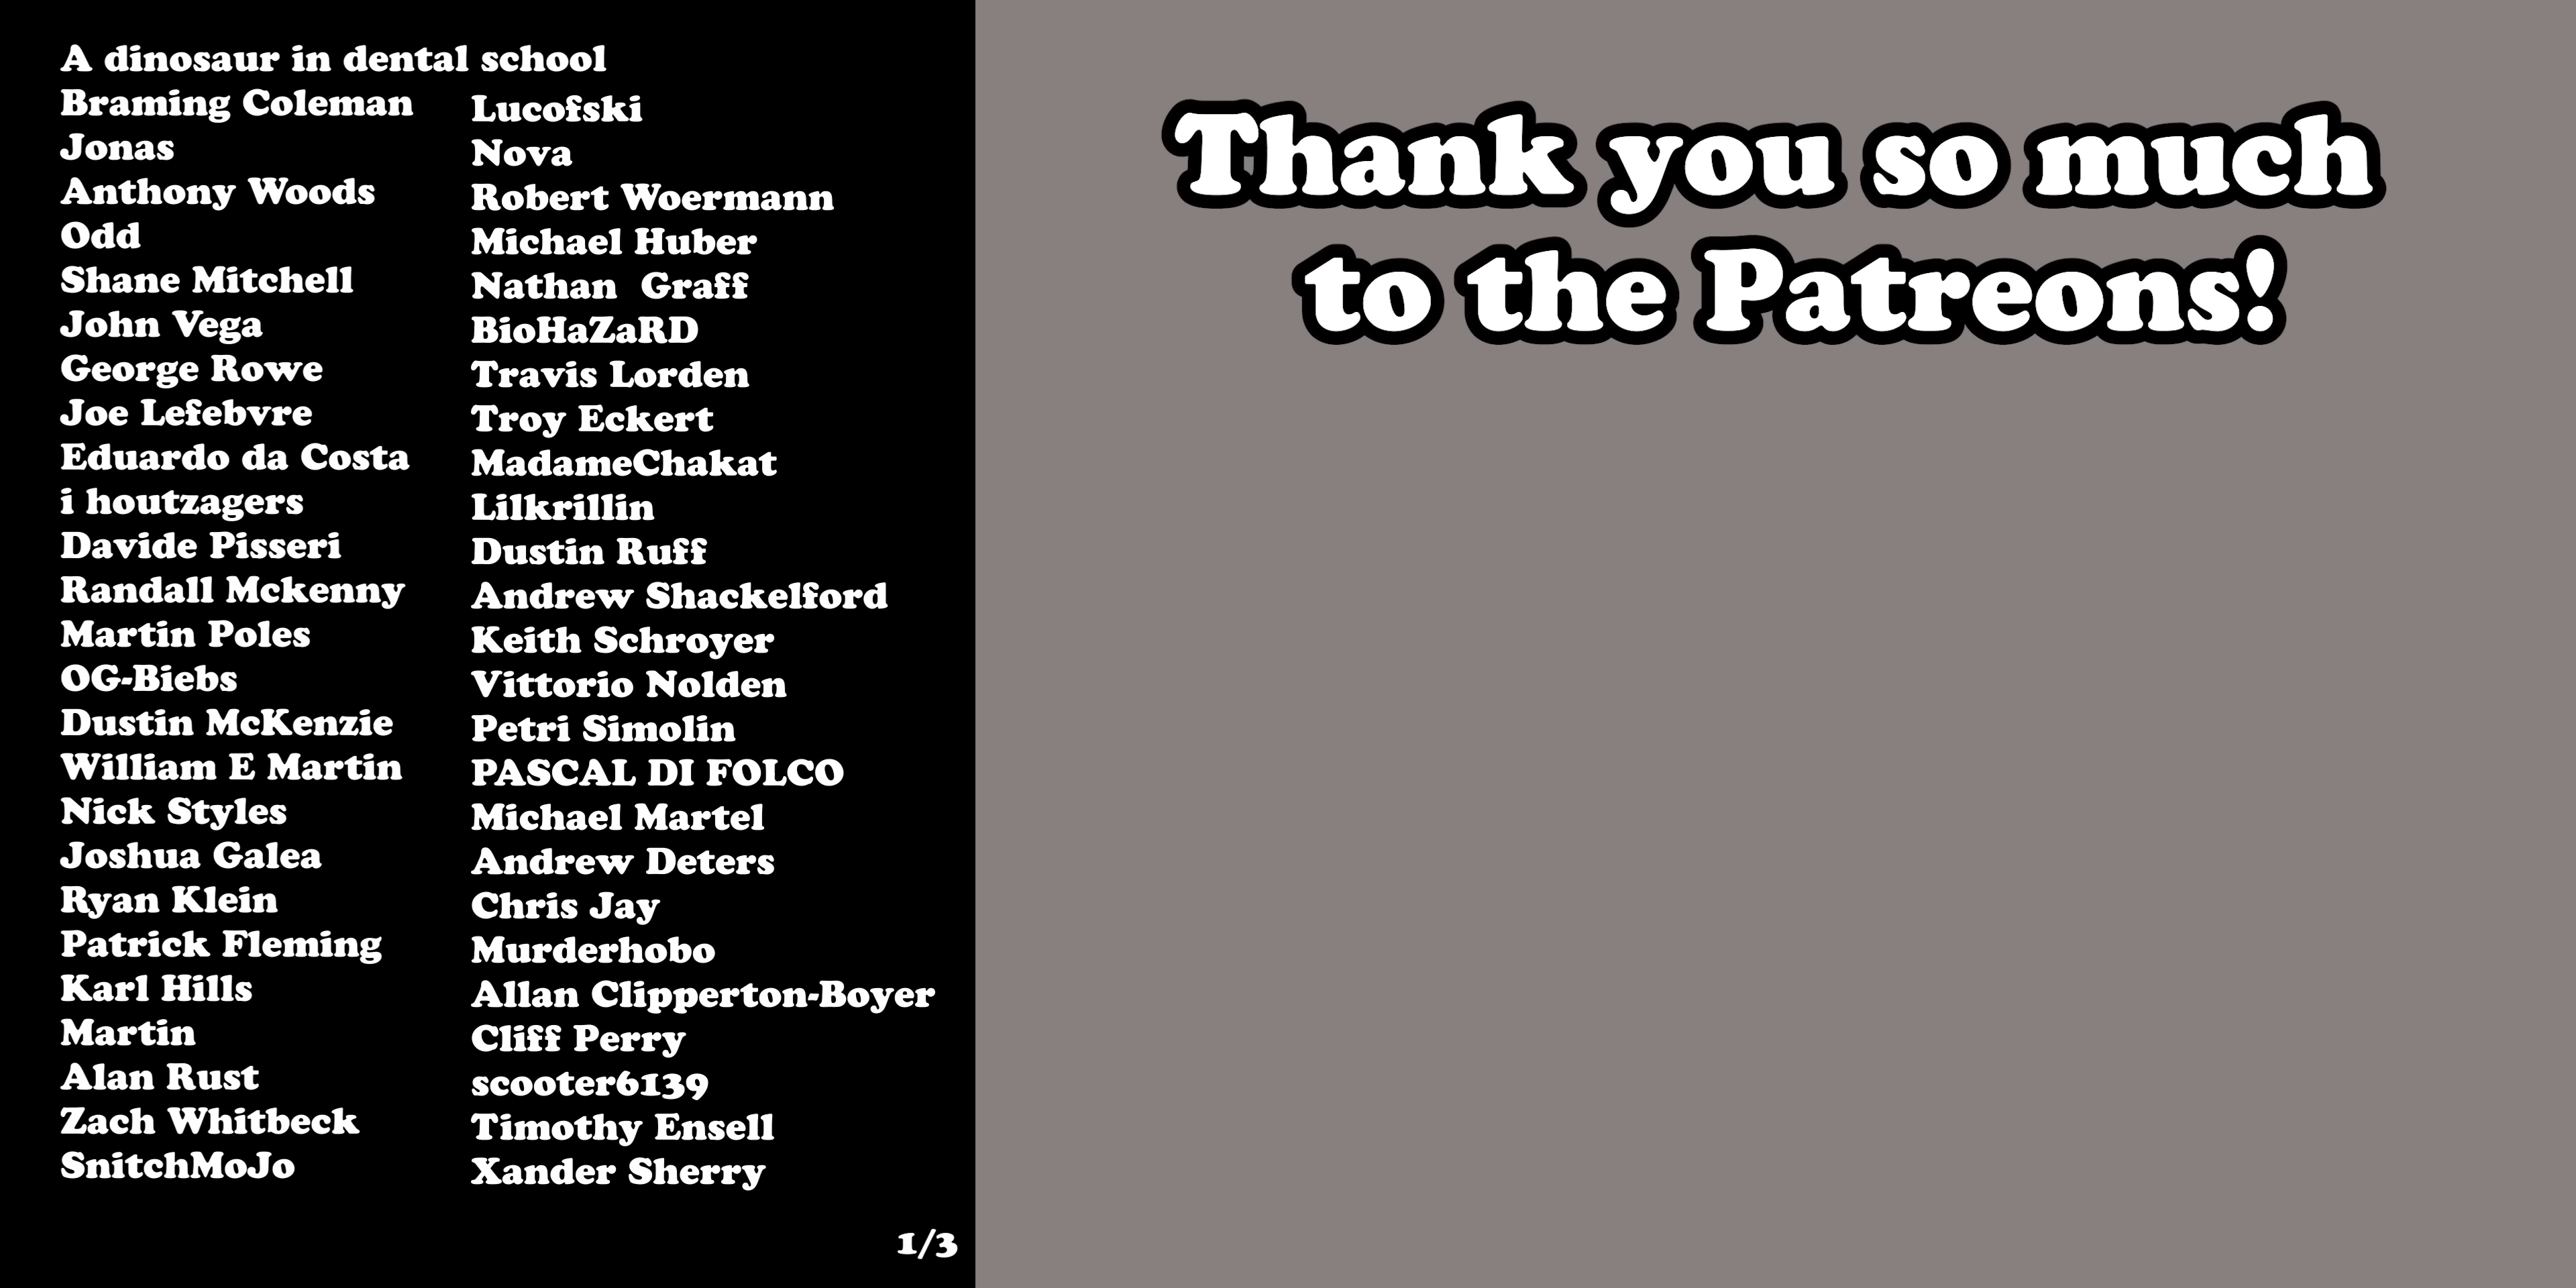 A dinosaur in dental school
Braming Coleman
Jonas
Anthony Woods
Odd
Shane Mitchell
John Vega
George Rowe
Joe Lefebvre
Eduardo da Costa
i houtzagers
Davide Pisseri
Randall Mckenny
Martin Poles
OG-Biebs
Dustin McKenzie
William E Martin
Nick Styles
Joshua Galea
Ryan Klein
Patrick Fleming
Karl Hills
Martin
Alan Rust
Zach Whitbeck
SnitchMoJo
Lucofski
Nova
Robert Woermann
Michael Huber
Nathan  Graff
BioHaZaRD
Travis Lorden
Troy Eckert
MadameChakat
Lilkrillin
Dustin Ruff
Andrew Shackelford
Keith Schroyer
Vittorio Nolden
Petri Simolin
PASCAL DI FOLCO
Michael Martel
Andrew Deters
Chris Jay
Murderhobo
Allan Clipperton-Boyer
Cliff Perry
scooter6139
Timothy Ensell
Xander Sherry
1/3
Thank you so much
to the Patreons!